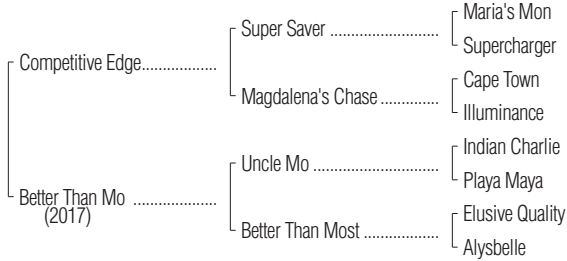 Maria's Mon
Super Saver ......................
Supercharger
Competitive Edge...............
Cape Town
Magdalena's Chase ............
Illuminance
Indian Charlie
Uncle Mo .........................
Playa Maya
Better Than Mo .................
(2017)
Elusive Quality
Better Than Most ...............
Alysbelle